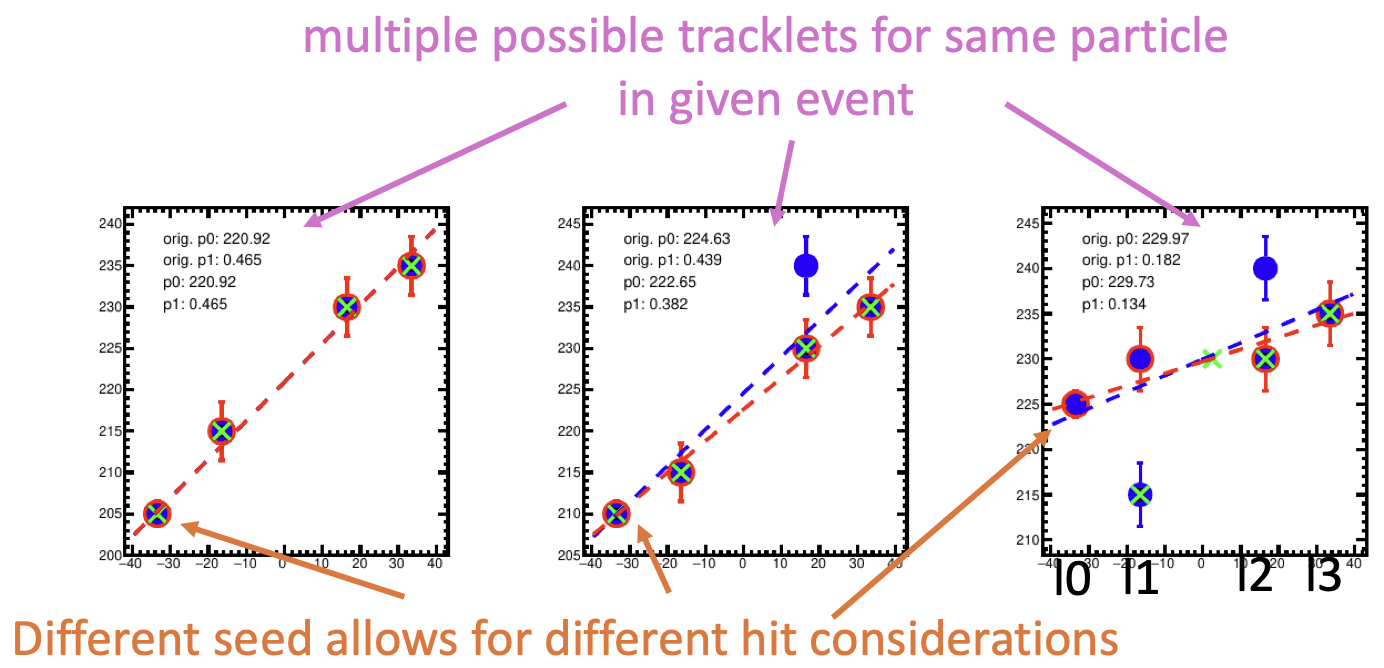 multiple possible tracklets for same particle
in given event
orig. p0: 220.92
orig. p1: 0.465
p0: 220.92
p1: 0.465
240
235
230
225
220
215
210
205
200
−40 −30 −20 −10 0 10 20 30 40
orig. p0: 224.63
orig. p1: 0.439
p0: 222.65
p1: 0.382
245
240
235
230
225
220
215
210
205
−40 −30 −20 −10 0 10 20 30 40
orig. p0: 229.97
orig. p1: 0.182
p0: 229.73
p1: 0.134
245
240
235
230
225
220
215
210
−40 −20 −10 0 10 20 30 40
l0 l1 l2 l3
Different seed allows for different hit considerations